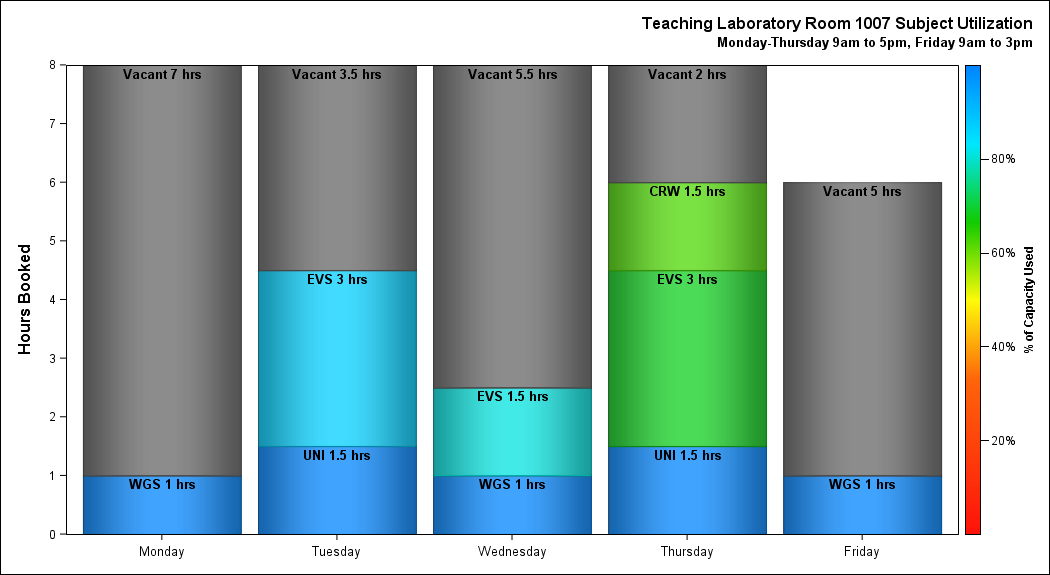 Teaching Laboratory Room 1007 Subject Utilization
Monday-Thursday 9am to 5pm, Friday 9am to 3pm
Hours Booked
8
7
6
5
4
3
2
1
0
Vacant 7 hrs
WGS 1 hrs
Vacant 3.5 hrs
EVS 3 hrs
UNI 1.5 hrs
Vacant 5.5 hrs
EVS 1.5 hrs
WGS 1 hrs
Vacant 2 hrs
CRW 1.5 hrs
EVS 3 hrs
UNI 1.5 hrs
Vacant 5 hrs
WGS 1 hrs
Monday
Tuesday
Wednesday
Thursday
Friday
80%
60%
40%
20%
% of Capacity Used